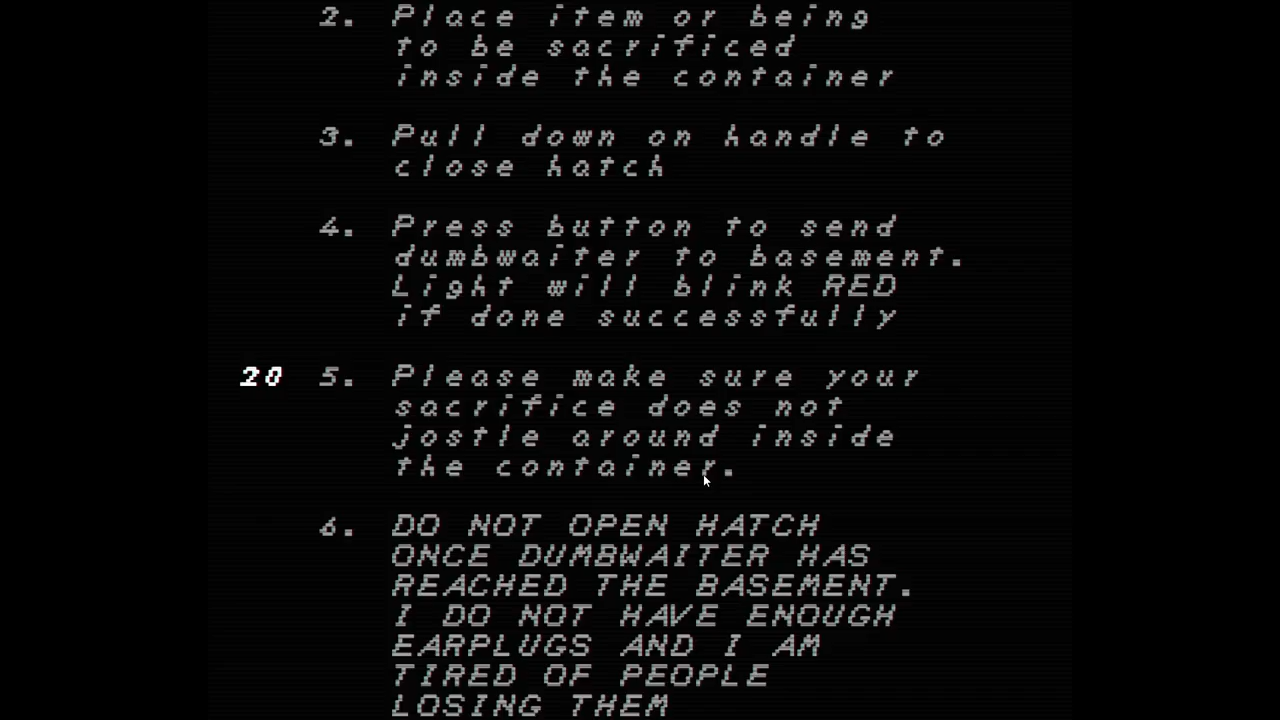 2. Place item or being
to be sacrificed
inside the container
3. Pull down on handle to
close hatch
4. Press button to send
dumbwaiter to basement.
Light will blink RED
if done successfully
20 5. Please make sure your
sacrifice does not
jostle around inside
the container.
6. DO NOT OPEN HATCH
ONCE DUMBWAITER HAS
REACHED THE BASEMENT.
I DO NOT HAVE ENOUGH
EARPLUGS AND I AM
TIRED OF PEOPLE
LOSING THEM